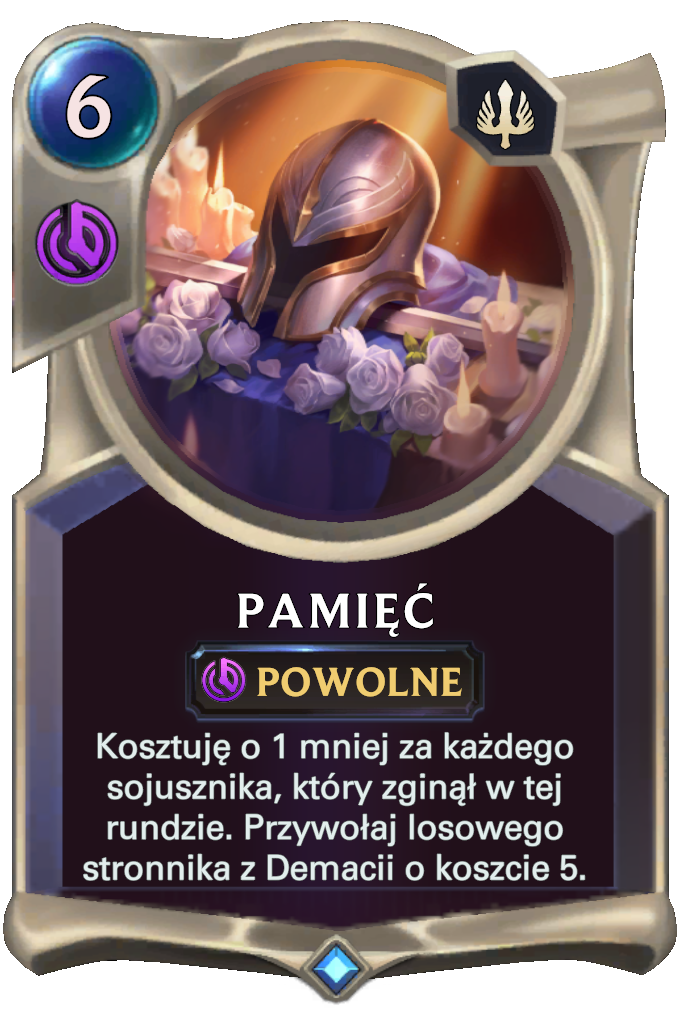 6
PAMIĘĆ
POWOLNE
Kosztuję o 1 mniej za każdego
sojusznika, który zginął w tej
rundzie. Przywołaj losowego
stronnika z Demacii o koszcie 5.